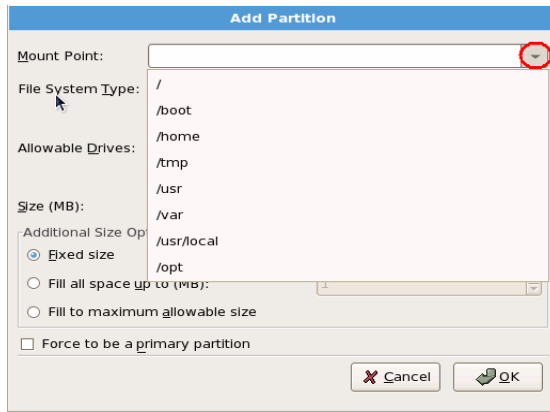 Add Partition
Mount Point:
File System Type:
/
/boot
/home
Allowable Drives:
/tmp
/usr
Size (MB):
/var
Additional Size Op
/usr/local
Fixed size
/opt
Fill all space up to (MB):
1
Fill to maximum allowable size
Force to be a primary partition
Cancel
OK